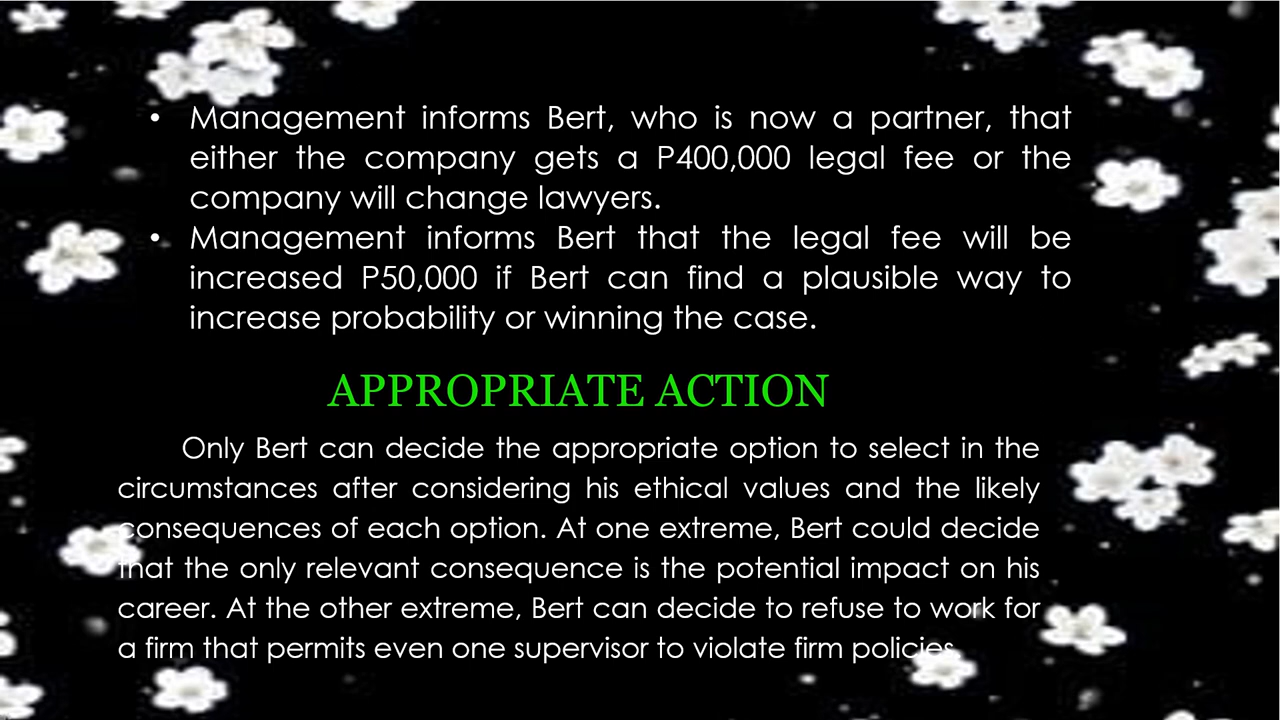 • Management informs Bert, who is now a partner, that
either the company gets a P400,000 legal fee or the
company will change lawyers.
• Management informs Bert that the legal fee will be
increased P50,000 if Bert can find a plausible way to
increase probability or winning the case.
APPROPRIATE ACTION
Only Bert can decide the appropriate option to select in the
circumstances after considering his ethical values and the likely
consequences of each option. At one extreme, Bert could decide
that the only relevant consequence is the potential impact on his
career. At the other extreme, Bert can decide to refuse to work for
a firm that permits even one supervisor to violate firm policies.